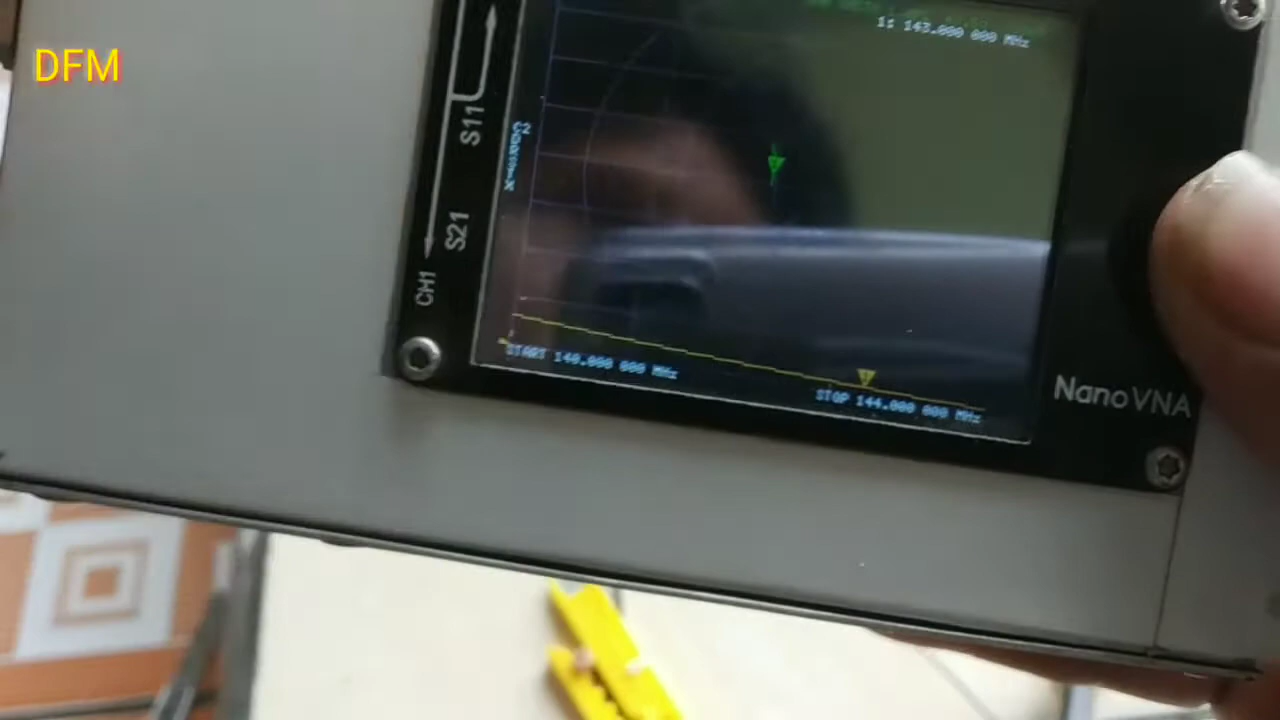 DFM
1: 143.000 000 MHz
S11
S21
CH1
START 140.000 000 MHz
STOP 144.000 000 MHz
NanoVNA